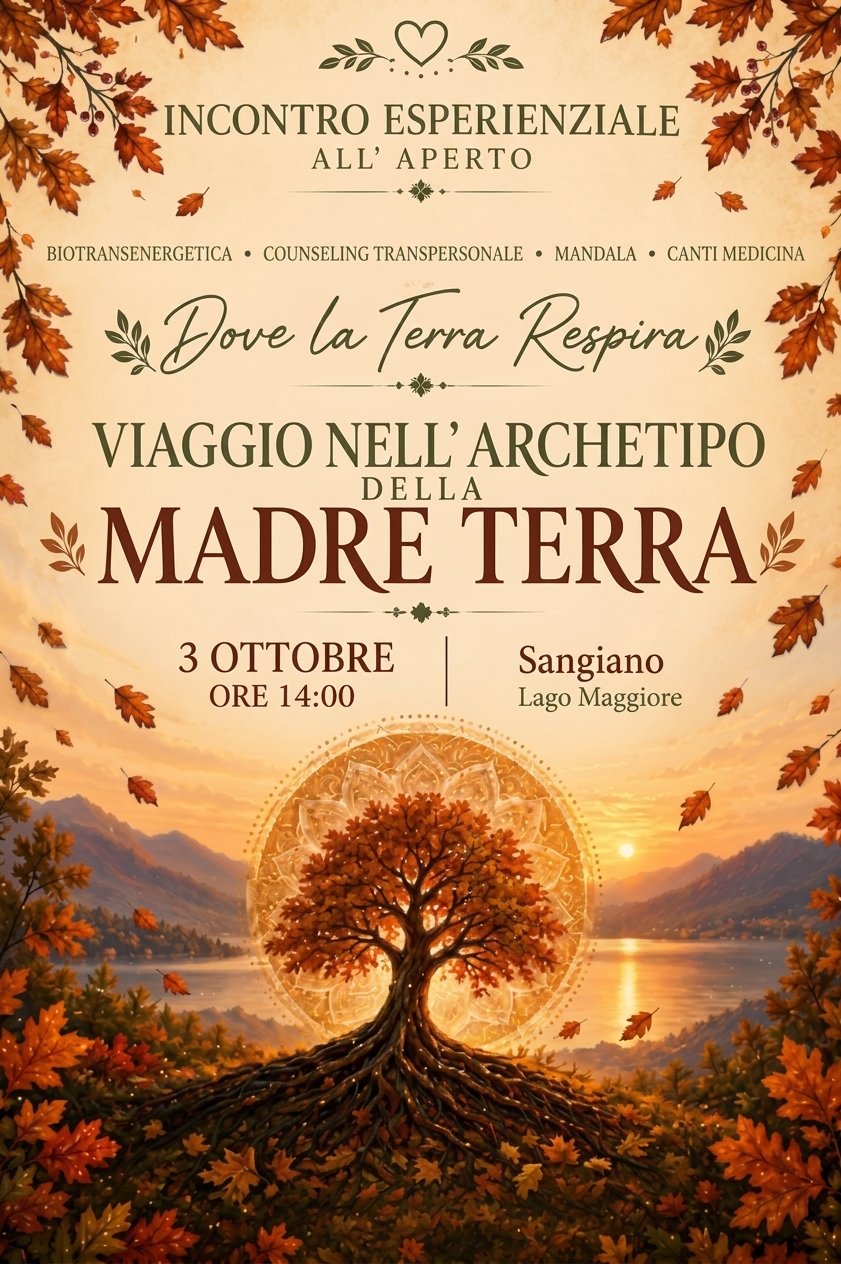 INCONTRO ESPERIENZIALE
ALL' APERTO
BIOTRANSENERGETICA • COUNSELING TRANSPERSONALE • MANDALA • CANTI MEDICINA
Dove la Terra Respira
VIAGGIO NELL' ARCHETIPO
DELLA
MADRE TERRA
3 OTTOBRE
ORE 14:00
Sangiano
Lago Maggiore